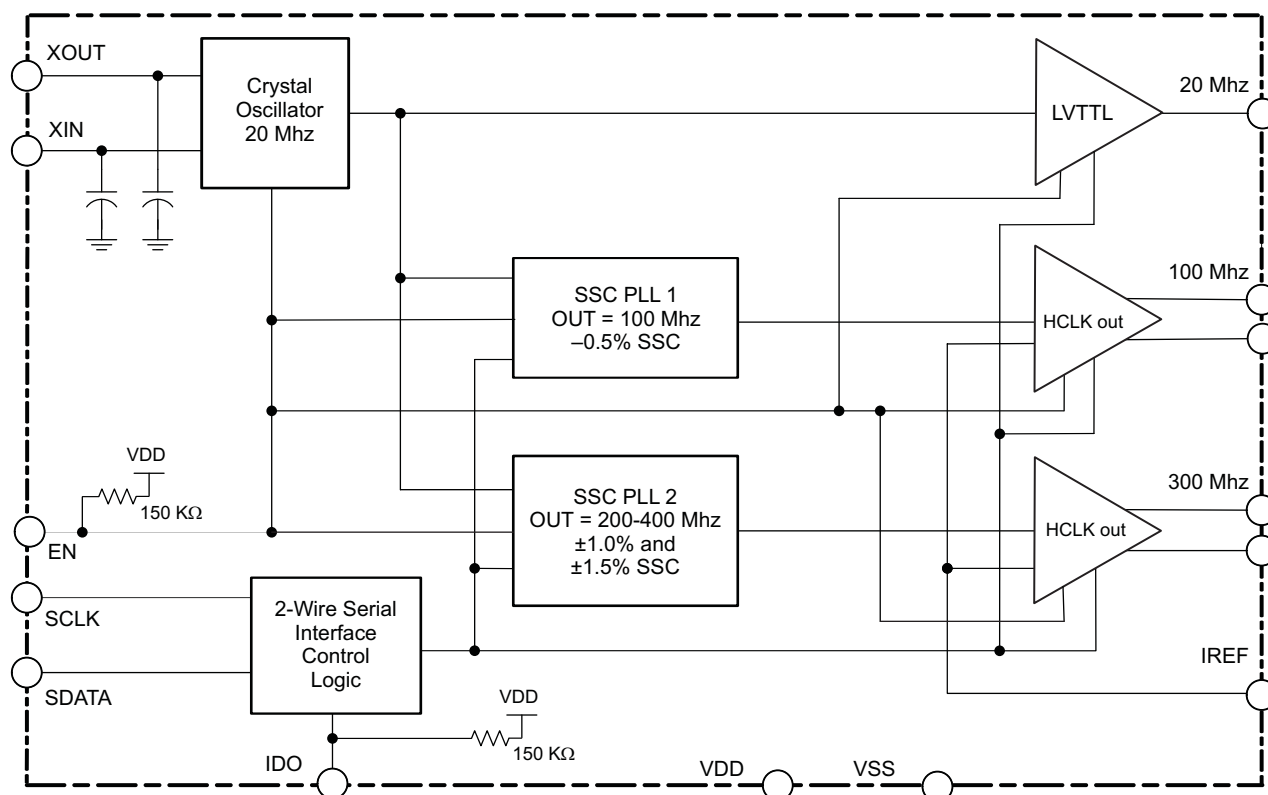 XOUT
XIN
Crystal
Oscillator
20 Mhz
LVTTL
20 Mhz
SSC PLL 1
OUT = 100 Mhz
–0.5% SSC
HCLK out
100 Mhz
VDD
150 KΩ
EN
SSC PLL 2
OUT = 200-400 Mhz
±1.0% and
±1.5% SSC
HCLK out
300 Mhz
SCLK
SDATA
2-Wire Serial
Interface
Control
Logic
IREF
VDD
150 KΩ
IDO
VDD
VSS